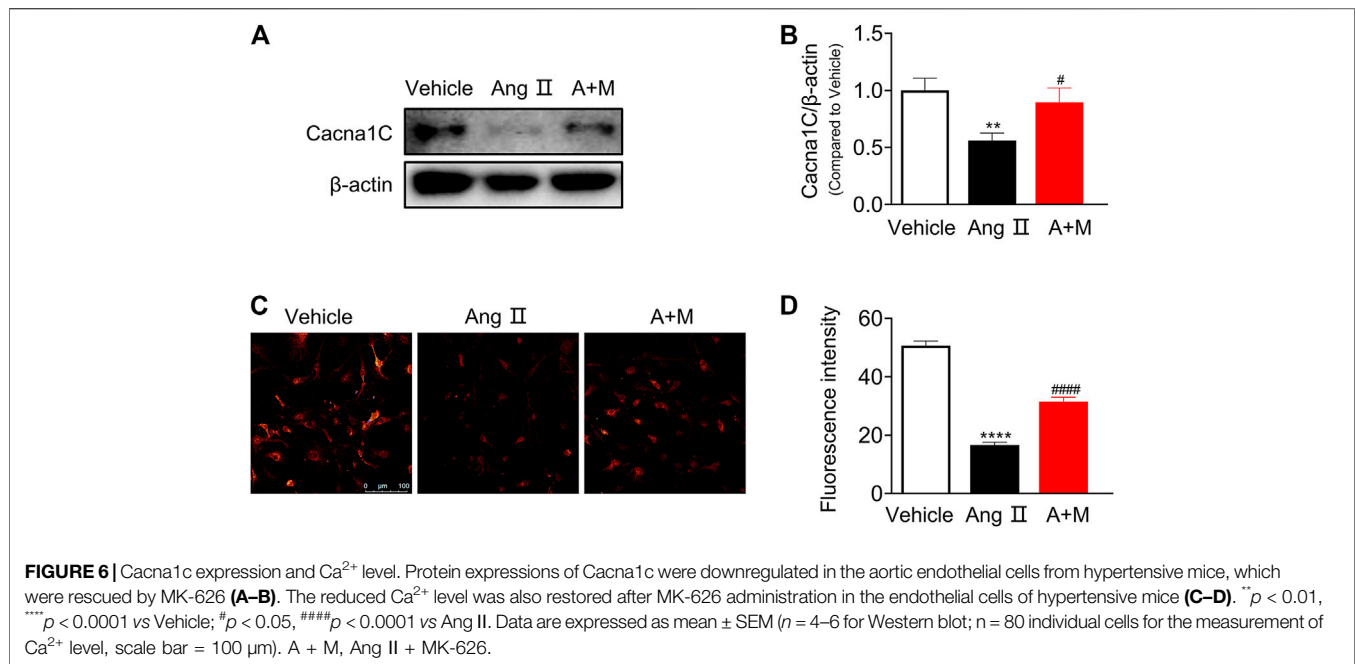 A
Vehicle Ang Ⅱ A+M
Cacna1C
β-actin
B
Cacna1C/β-actin
(Compared to Vehicle)
1.5
1.0
0.5
0.0
**
#
Vehicle Ang Ⅱ A+M
C
Vehicle Ang Ⅱ A+M
0 µm 100
D
Fluorescence intensity
60
40
20
0
****
####
Vehicle Ang Ⅱ A+M
FIGURE 6 | Cacna1c expression and Ca²⁺ level. Protein expressions of Cacna1c were downregulated in the aortic endothelial cells from hypertensive mice, which
were rescued by MK-626 (A–B). The reduced Ca²⁺ level was also restored after MK-626 administration in the endothelial cells of hypertensive mice (C–D). **p < 0.01,
****p < 0.0001 vs Vehicle; #p < 0.05, ####p < 0.0001 vs Ang II. Data are expressed as mean ± SEM (n = 4–6 for Western blot; n = 80 individual cells for the measurement of
Ca²⁺ level, scale bar = 100 µm). A + M, Ang II + MK-626.